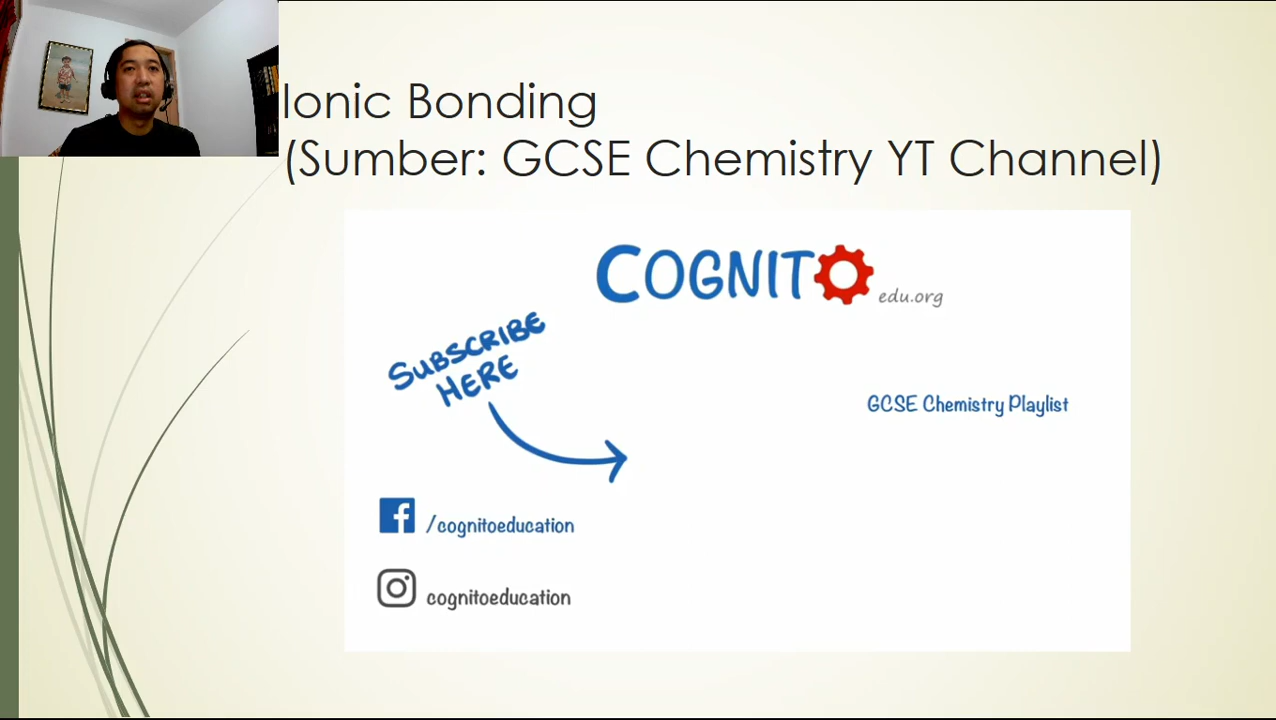 Ionic Bonding
(Sumber: GCSE Chemistry YT Channel)
COGNITO
edu.org
SUBSCRIBE
HERE
GCSE Chemistry Playlist
/cognitoeducation
cognitoeducation